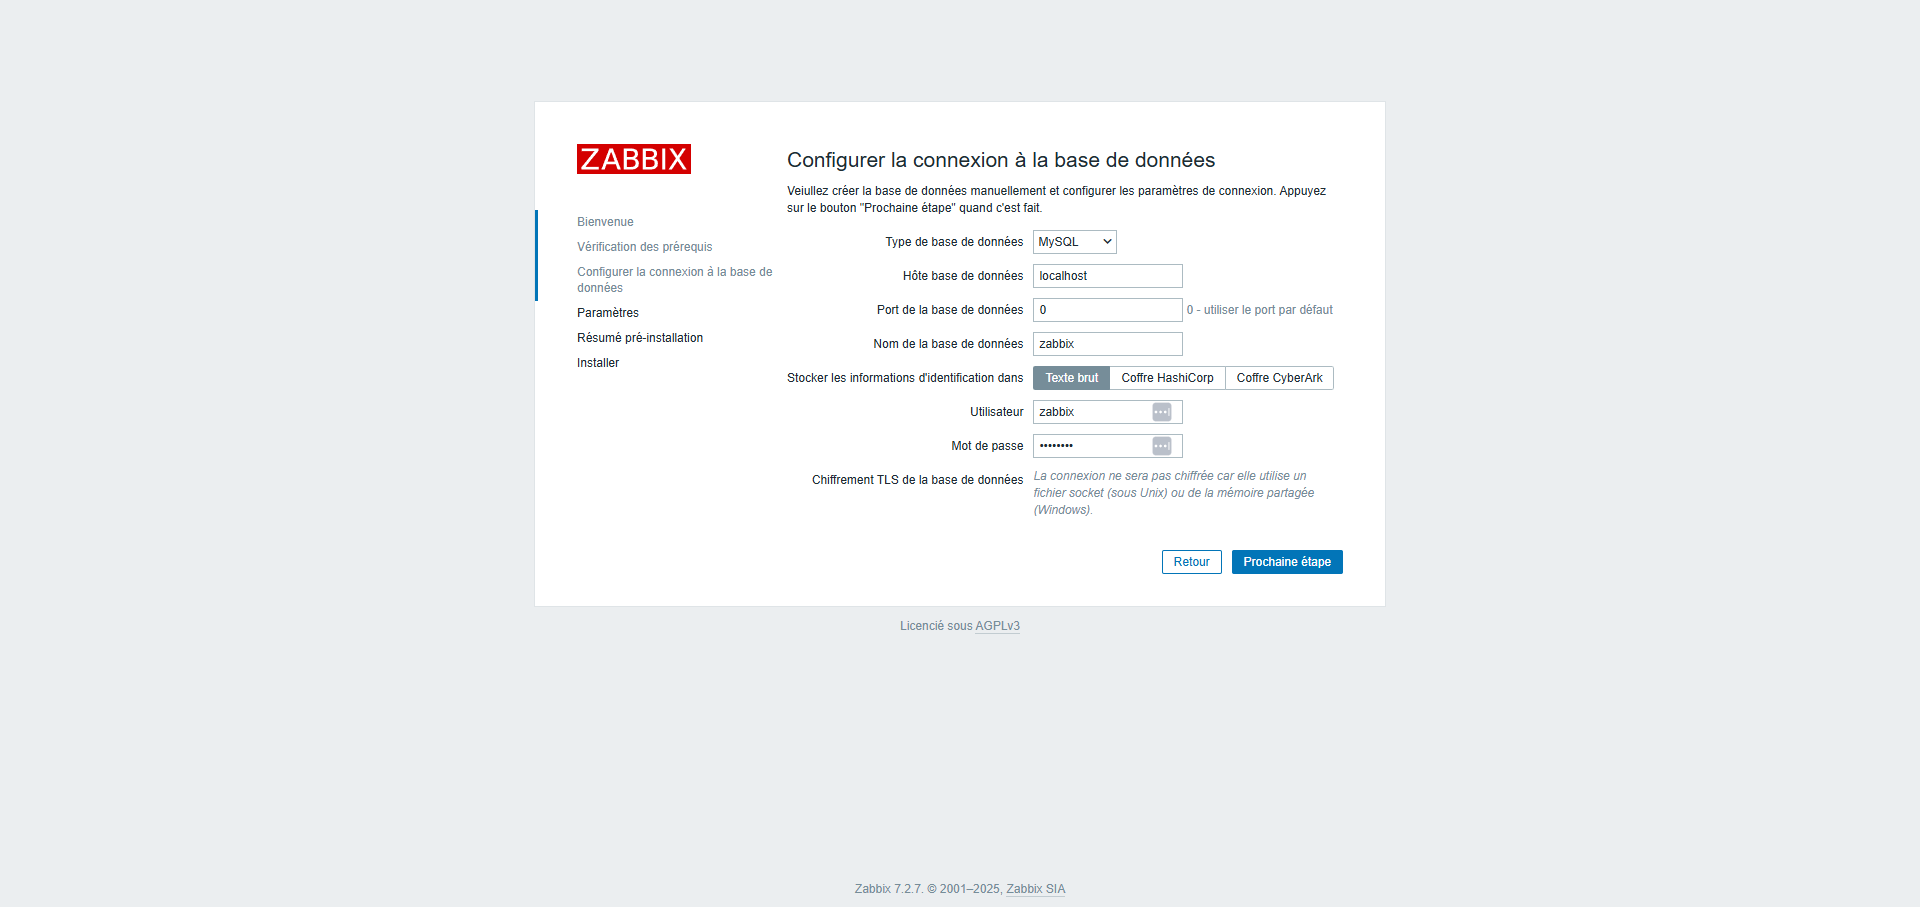 ZABBIX
Bienvenue
Vérification des prérequis
Configurer la connexion à la base de
données
Paramètres
Résumé pré-installation
Installer
Configurer la connexion à la base de données
Veiullez créer la base de données manuellement et configurer les paramètres de connexion. Appuyez
sur le bouton "Prochaine étape" quand c'est fait.
Type de base de données MySQL
Hôte base de données localhost
Port de la base de données 0 0 - utiliser le port par défaut
Nom de la base de données zabbix
Stocker les informations d'identification dans Texte brut Coffre HashiCorp Coffre CyberArk
Utilisateur zabbix
Mot de passe ••••••••
Chiffrement TLS de la base de données La connexion ne sera pas chiffrée car elle utilise un
fichier socket (sous Unix) ou de la mémoire partagée
(Windows).
Retour Prochaine étape
Licencié sous AGPLv3
Zabbix 7.2.7. © 2001–2025, Zabbix SIA